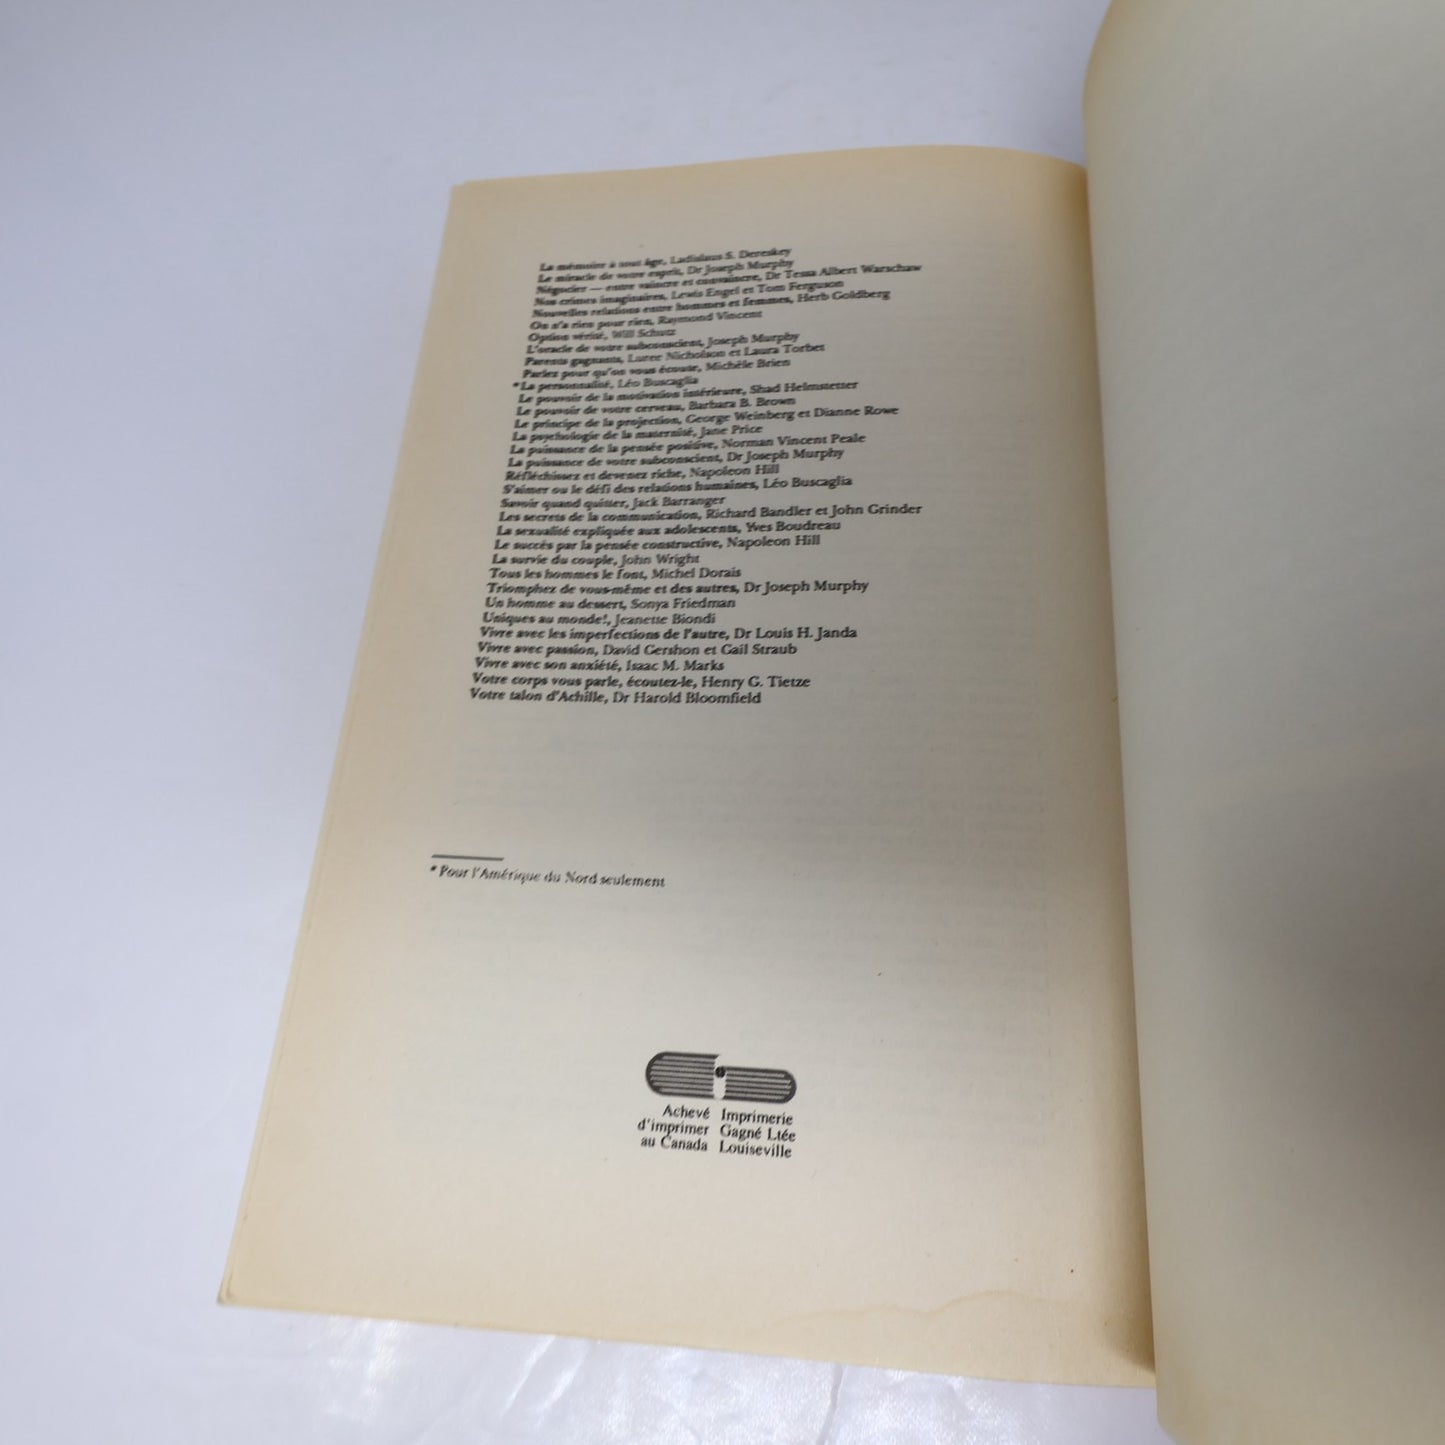 La mémoire à tout âge, Ladislaus S. Dereskey
Le miracle de votre esprit, Dr Joseph Murphy
Négocier — entre vaincre et convaincre, Dr Tessa Albert Warschaw
Nos crimes imaginaires, Lewis Engel et Tom Ferguson
Nouvelles relations entre hommes et femmes, Herb Goldberg
On n'a rien pour rien, Raymond Vincent
Option vérité, Will Schutz
L'oracle de votre subconscient, Joseph Murphy
Parents gagnants, Luree Nicholson et Laura Torbet
Parlez pour qu'on vous écoute, Michèle Brien
*La personnalité, Léo Buscaglia
Le pouvoir de la motivation intérieure, Shad Helmstetter
Le pouvoir de votre cerveau, Barbara B. Brown
Le principe de la projection, George Weinberg et Dianne Rowe
La psychologie de la maternité, Jane Price
La puissance de la pensée positive, Norman Vincent Peale
La puissance de votre subconscient, Dr Joseph Murphy
Réfléchissez et devenez riche, Napoleon Hill
S'aimer ou le défi des relations humaines, Léo Buscaglia
Savoir quand quitter, Jack Barranger
Les secrets de la communication, Richard Bandler et John Grinder
La sexualité expliquée aux adolescents, Yves Boudreau
Le succès par la pensée constructive, Napoleon Hill
La survie du couple, John Wright
Tous les hommes le font, Michel Dorais
Triomphez de vous-même et des autres, Dr Joseph Murphy
Un homme au dessert, Sonya Friedman
Uniques au monde!, Jeanette Biondi
Vivre avec les imperfections de l'autre, Dr Louis H. Janda
Vivre avec passion, David Gershon et Gail Straub
Vivre avec son anxiété, Isaac M. Marks
Votre corps vous parle, écoutez-le, Henry G. Tietze
Votre talon d'Achille, Dr Harold Bloomfield
* Pour l'Amérique du Nord seulement
Achevé Imprimerie
d'imprimer Gagné Ltée
au Canada Louiseville